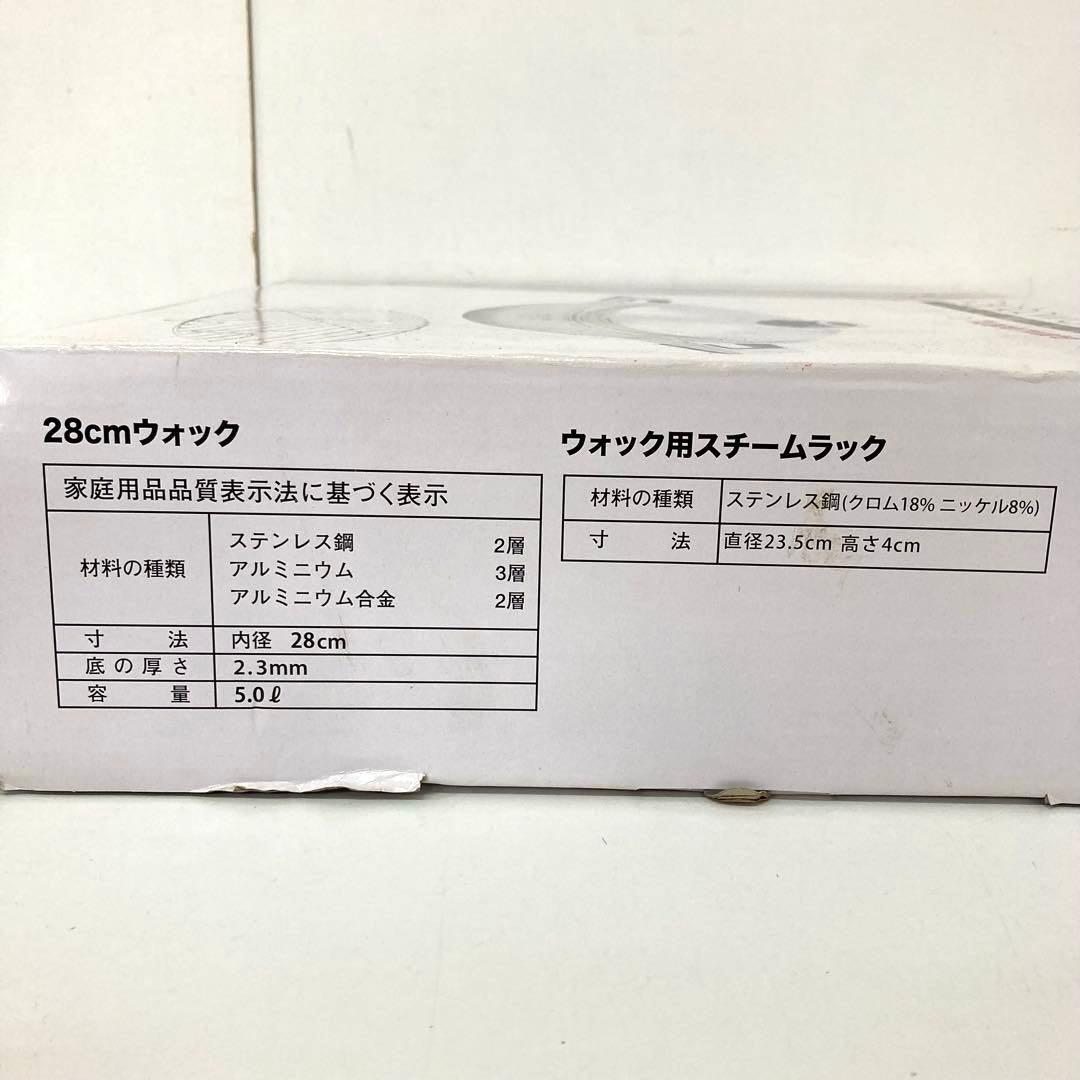 28cmウォック
家庭用品品質表示法に基づく表示
材料の種類
ステンレス鋼 2層
アルミニウム 3層
アルミニウム合金 2層
寸 法 内径 28cm
底の厚さ 2.3mm
容 量 5.0ℓ
ウォック用スチームラック
材料の種類 ステンレス鋼(クロム18% ニッケル8%)
寸 法 直径23.5cm 高さ4cm